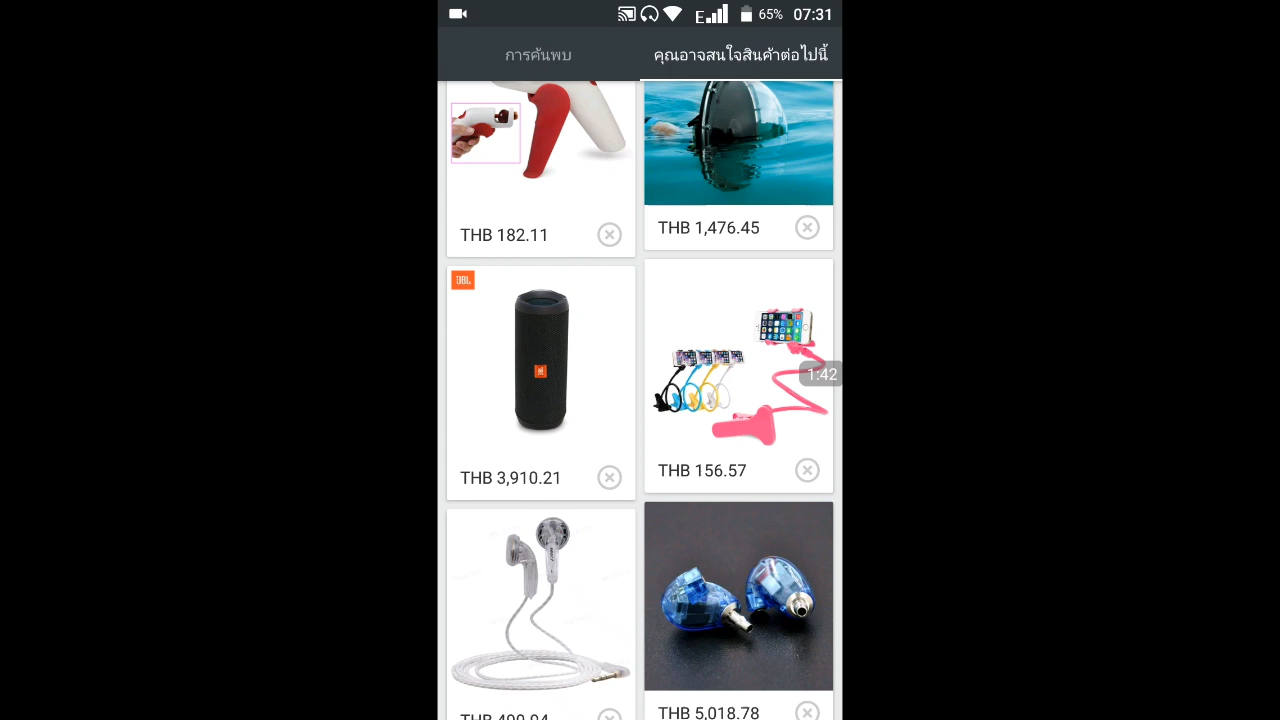 E 65% 07:31
การค้นพบ
คุณอาจสนใจสินค้าต่อไปนี้
THB 182.11
THB 1,476.45
JBL
THB 3,910.21
1:42
THB 156.57
THB 5,018.78